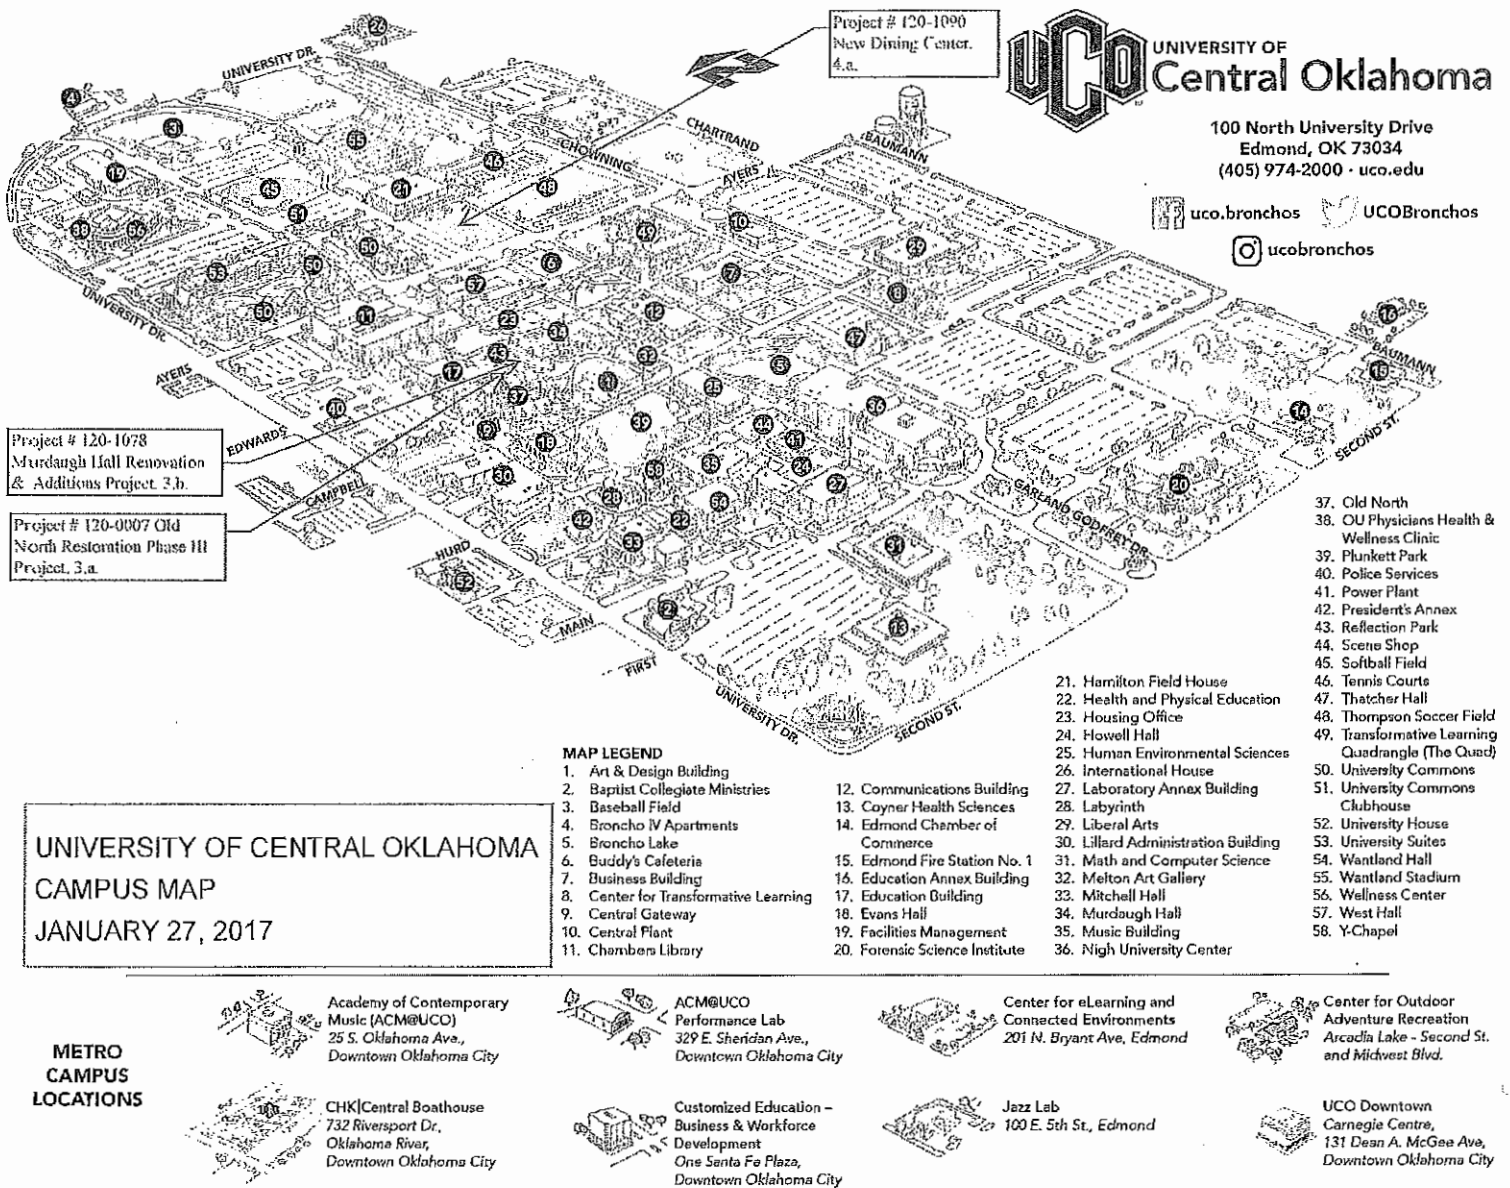 Project # 120-1090
New Dining Center.
4.a.
UCO
UNIVERSITY OF
Central Oklahoma
100 North University Drive
Edmond, OK 73034
(405) 974-2000 · uco.edu
uco.bronchos
UCOBronchos
ucobronchos
UNIVERSITY DR.
CHOWNING
CHARTRAND
AYERS
BAUMANN
UNIVERSITY DR.
AYERS
EDWARDS
CAMPBELL
HURD
MAIN
FIRST
UNIVERSITY DR.
SECOND ST.
GARLAND GODFREY DR.
BAUMANN
SECOND ST.
Project # 120-1078
Murdaugh Hall Renovation
& Additions Project. 3.b.
Project # 120-0007 Old
North Restoration Phase III
Project. 3.a.
UNIVERSITY OF CENTRAL OKLAHOMA
CAMPUS MAP
JANUARY 27, 2017
MAP LEGEND
1. Art & Design Building
2. Baptist Collegiate Ministries
3. Baseball Field
4. Broncho IV Apartments
5. Broncho Lake
6. Buddy's Cafeteria
7. Business Building
8. Center for Transformative Learning
9. Central Gateway
10. Central Plant
11. Chambers Library
12. Communications Building
13. Coyner Health Sciences
14. Edmond Chamber of
Commerce
15. Edmond Fire Station No. 1
16. Education Annex Building
17. Education Building
18. Evans Hall
19. Facilities Management
20. Forensic Science Institute
21. Hamilton Field House
22. Health and Physical Education
23. Housing Office
24. Howell Hall
25. Human Environmental Sciences
26. International House
27. Laboratory Annex Building
28. Labyrinth
29. Liberal Arts
30. Lillard Administration Building
31. Math and Computer Science
32. Melton Art Gallery
33. Mitchell Hall
34. Murdaugh Hall
35. Music Building
36. Nigh University Center
37. Old North
38. OU Physicians Health &
Wellness Clinic
39. Plunkett Park
40. Police Services
41. Power Plant
42. President's Annex
43. Reflection Park
44. Scene Shop
45. Softball Field
46. Tennis Courts
47. Thatcher Hall
48. Thompson Soccer Field
49. Transformative Learning
Quadrangle (The Quad)
50. University Commons
51. University Commons
Clubhouse
52. University House
53. University Suites
54. Wantland Hall
55. Wantland Stadium
56. Wellness Center
57. West Hall
58. Y-Chapel
METRO
CAMPUS
LOCATIONS
Academy of Contemporary
Music (ACM@UCO)
25 S. Oklahoma Ave.,
Downtown Oklahoma City
ACM@UCO
Performance Lab
329 E. Sheridan Ave.,
Downtown Oklahoma City
Center for eLearning and
Connected Environments
201 N. Bryant Ave, Edmond
Center for Outdoor
Adventure Recreation
Arcadia Lake - Second St.
and Midwest Blvd.
CHK|Central Boathouse
732 Riversport Dr.,
Oklahoma River,
Downtown Oklahoma City
Customized Education –
Business & Workforce
Development
One Santa Fe Plaza,
Downtown Oklahoma City
Jazz Lab
100 E. 5th St., Edmond
UCO Downtown
Carnegie Centre,
131 Dean A. McGee Ave,
Downtown Oklahoma City